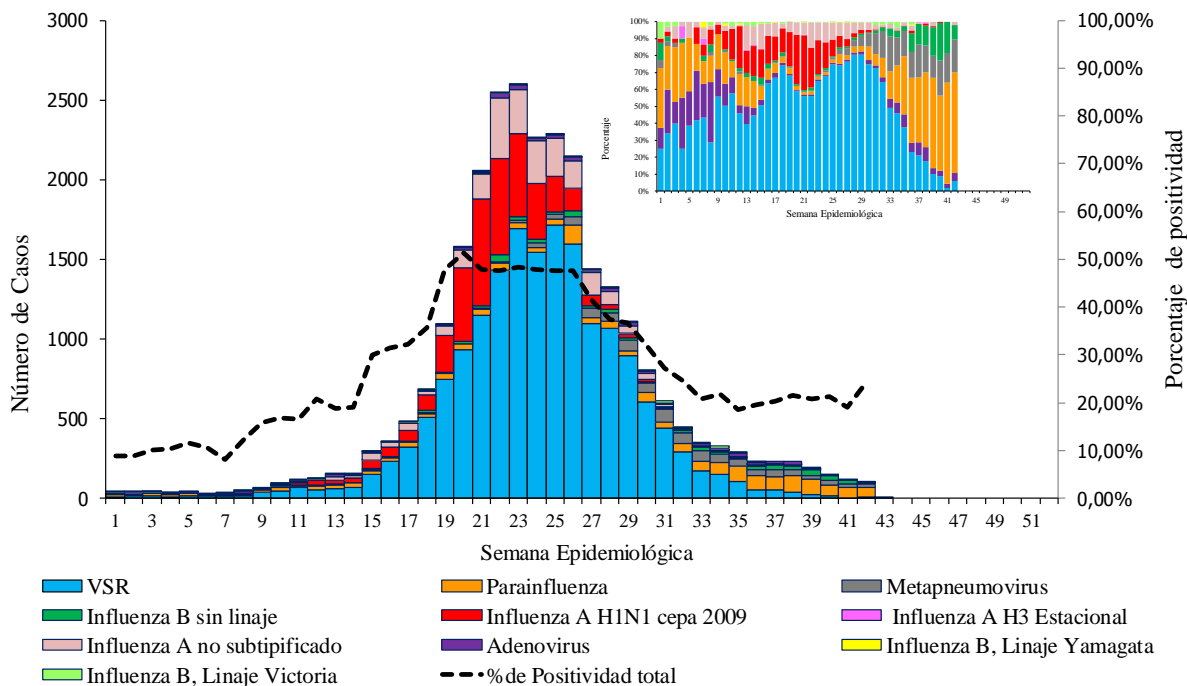 3000
2500
2000
1500
1000
500
0
Número de Casos
100,00%
90,00%
80,00%
70,00%
60,00%
50,00%
40,00%
30,00%
20,00%
10,00%
0,00%
Porcentaje de positividad
100%
90%
80%
70%
60%
50%
40%
30%
20%
10%
0%
Porcentaje
1 5 9 13 17 21 25 29 33 37 41 45 49
Semana Epidemiológica
1 3 5 7 9 11 13 15 17 19 21 23 25 27 29 31 33 35 37 39 41 43 45 47 49 51
Semana Epidemiológica
VSR Parainfluenza Metapneumovirus
Influenza B sin linaje Influenza A H1N1 cepa 2009 Influenza A H3 Estacional
Influenza A no subtipificado Adenovirus Influenza B, Linaje Yamagata
Influenza B, Linaje Victoria % de Positividad total